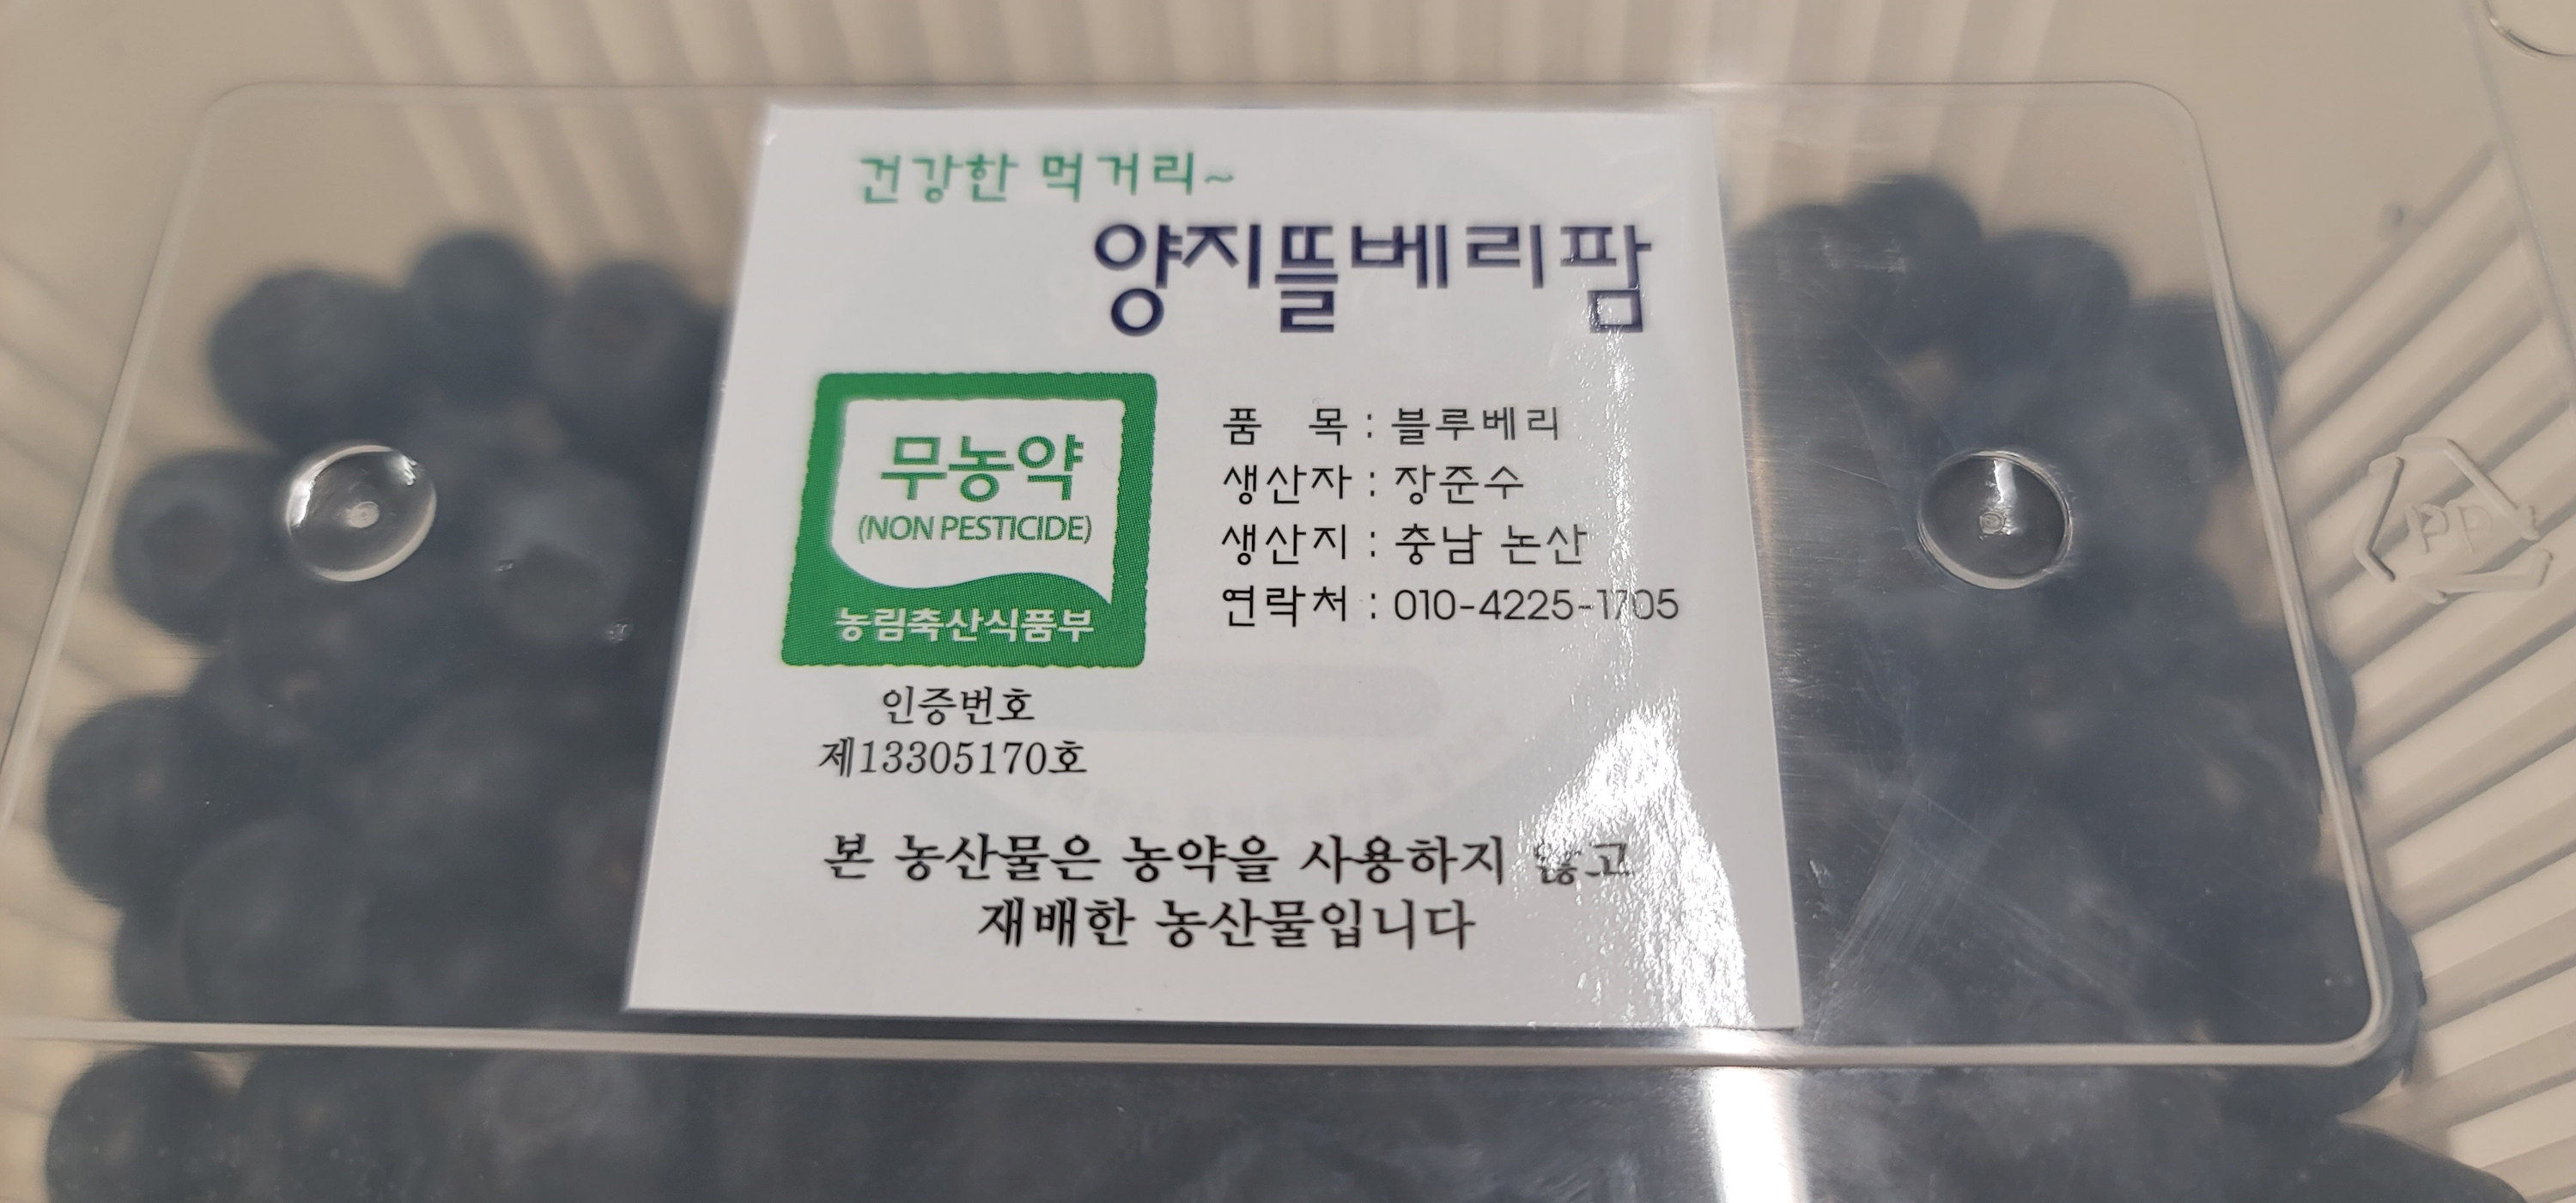 건강한 먹거리~
양지뜰베리팜
무농약
(NON PESTICIDE)
농림축산식품부
인증번호
제13305170호
품 목 : 블루베리
생산자 : 장준수
생산지 : 충남 논산
연락처 : 010-4225-1705
본 농산물은 농약을 사용하지 않고
재배한 농산물입니다
PP